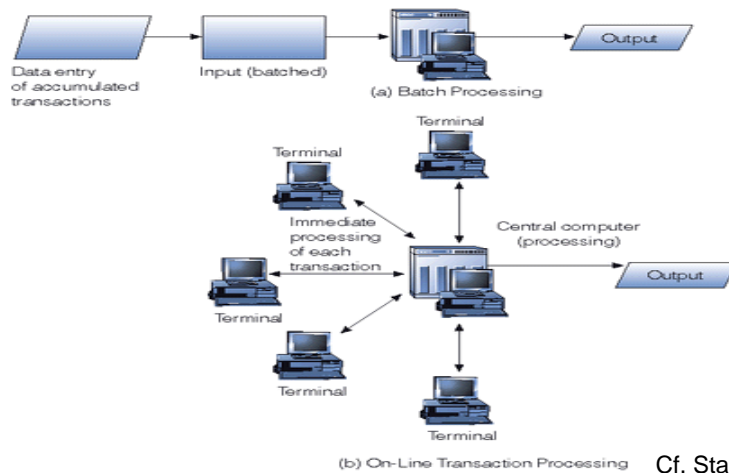 Output
Data entry
of accumulated
transactions
Input (batched)
(a) Batch Processing
Terminal
Terminal
Immediate
processing
of each
transaction
Central computer
(processing)
Output
Terminal
Terminal
Terminal
(b) On-Line Transaction Processing
Cf. Sta